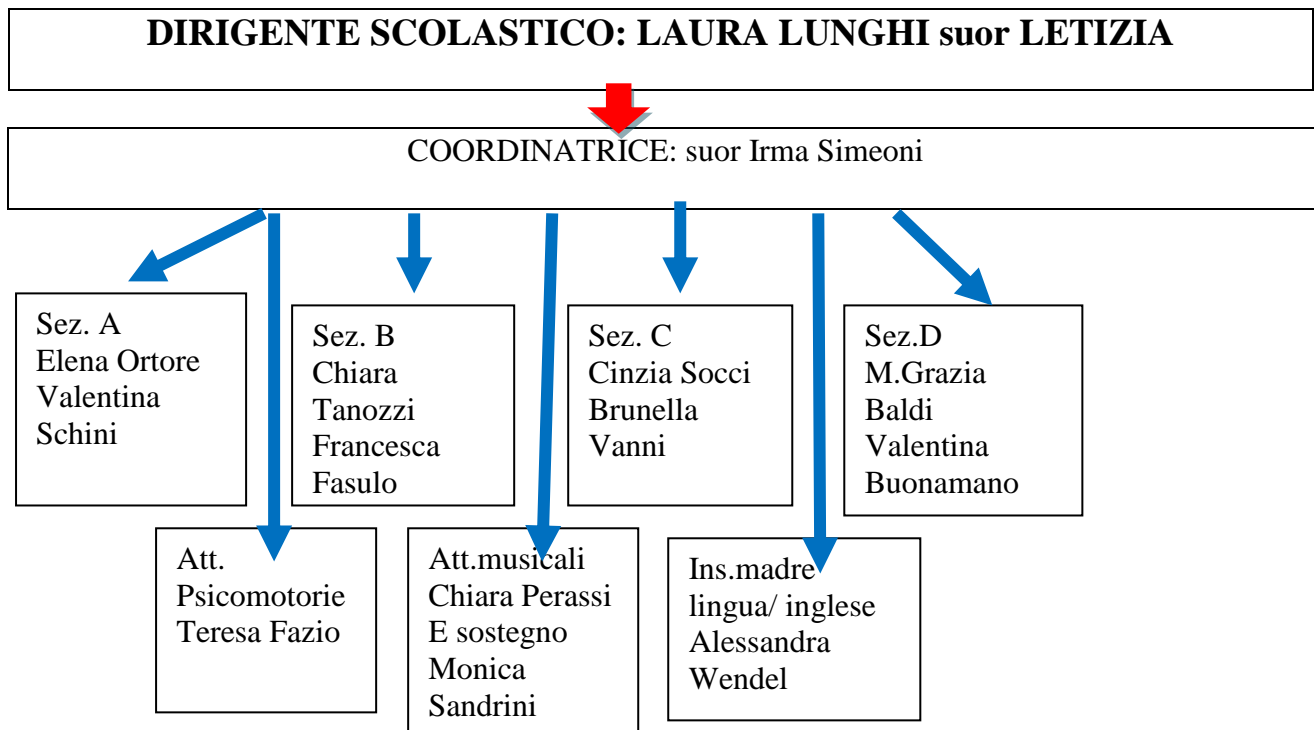 DIRIGENTE SCOLASTICO: LAURA LUNGHI suor LETIZIA
COORDINATRICE: suor Irma Simeoni
Sez. A
Elena Ortore
Valentina
Schini
Sez. B
Chiara
Tanozzi
Francesca
Fasulo
Sez. C
Cinzia Socci
Brunella
Vanni
Sez.D
M.Grazia
Baldi
Valentina
Buonamano
Att.
Psicomotorie
Teresa Fazio
Att.musicali
Chiara Perassi
E sostegno
Monica
Sandrini
Ins.madre
lingua/ inglese
Alessandra
Wendel